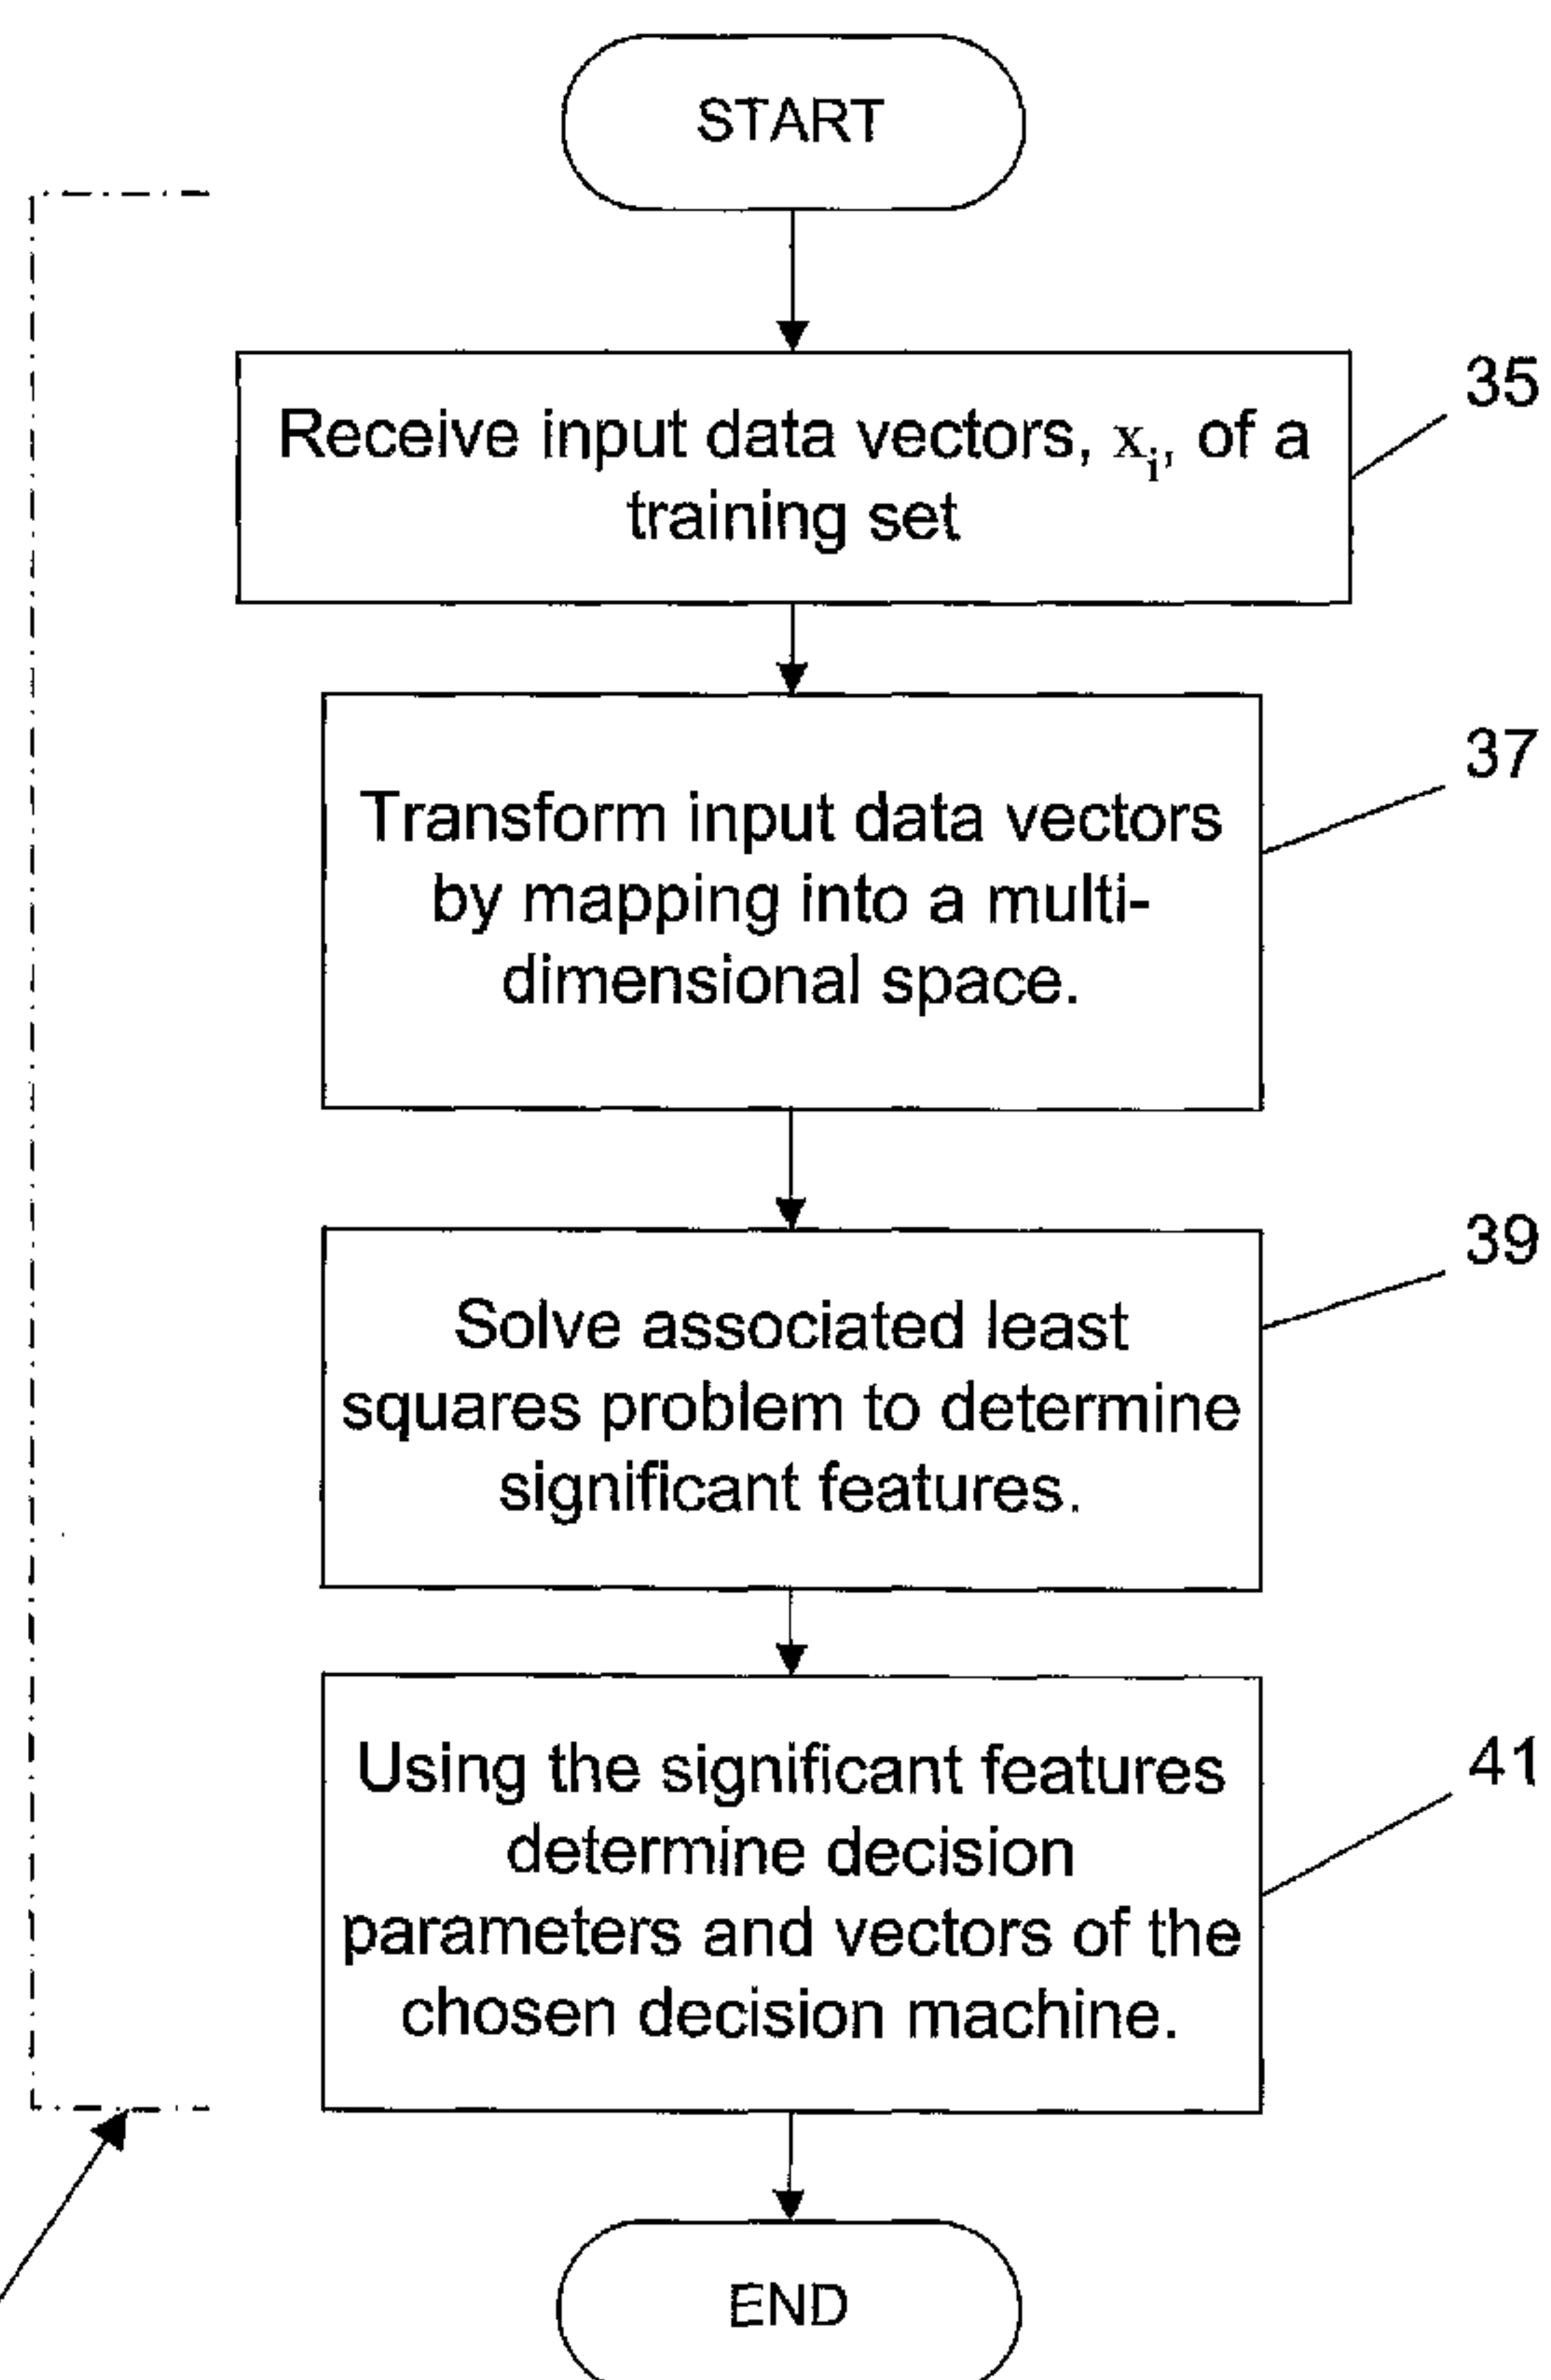 START
Receive input data vectors, xi, of a
training set
35
Transform input data vectors
by mapping into a multi-
dimensional space.
37
Solve associated least
squares problem to determine
significant features.
39
Using the significant features
determine decision
parameters and vectors of the
chosen decision machine.
41
END